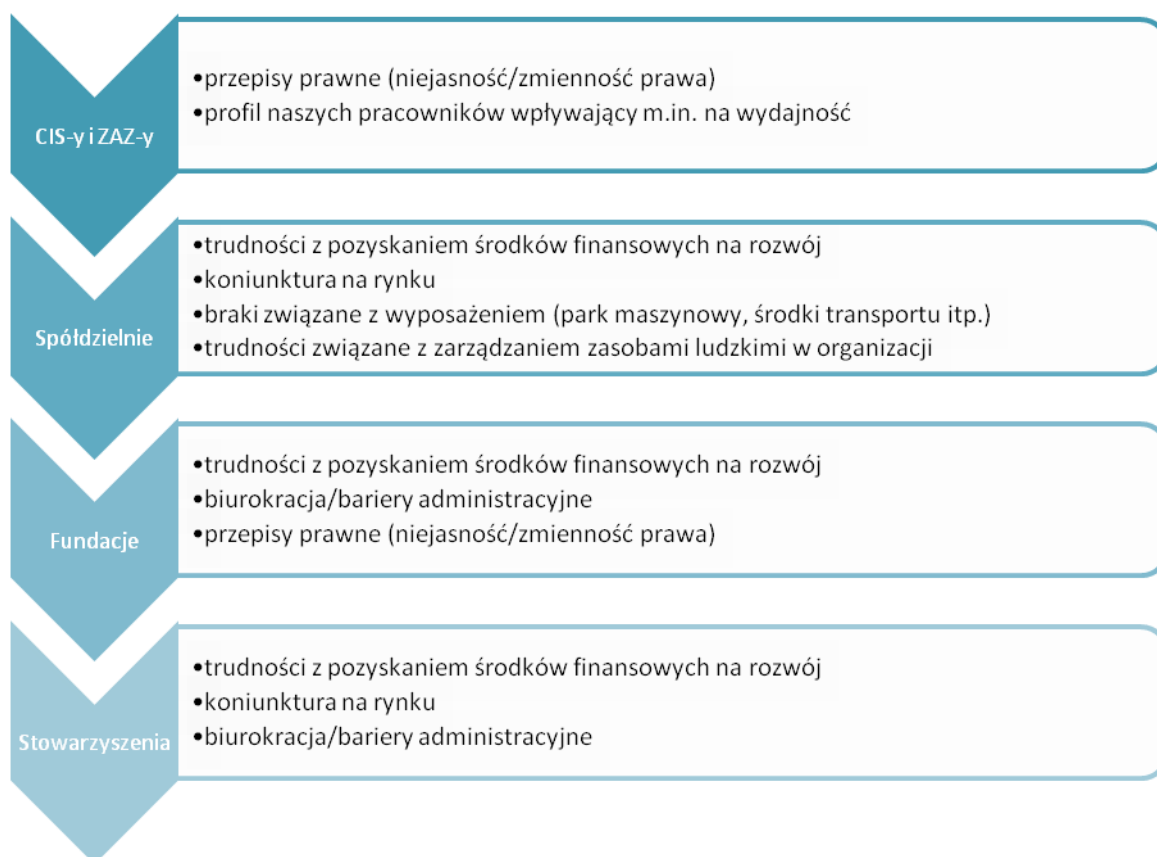 CIS-y i ZAZ-y
•przepisy prawne (niejasność/zmienność prawa)
•profil naszych pracowników wpływający m.in. na wydajność
Spółdzielnie
•trudności z pozyskaniem środków finansowych na rozwój
•koniunktura na rynku
•braki związane z wyposażeniem (park maszynowy, środki transportu itp.)
•trudności związane z zarządzaniem zasobami ludzkimi w organizacji
Fundacje
•trudności z pozyskaniem środków finansowych na rozwój
•biurokracja/bariery administracyjne
•przepisy prawne (niejasność/zmienność prawa)
Stowarzyszenia
•trudności z pozyskaniem środków finansowych na rozwój
•koniunktura na rynku
•biurokracja/bariery administracyjne